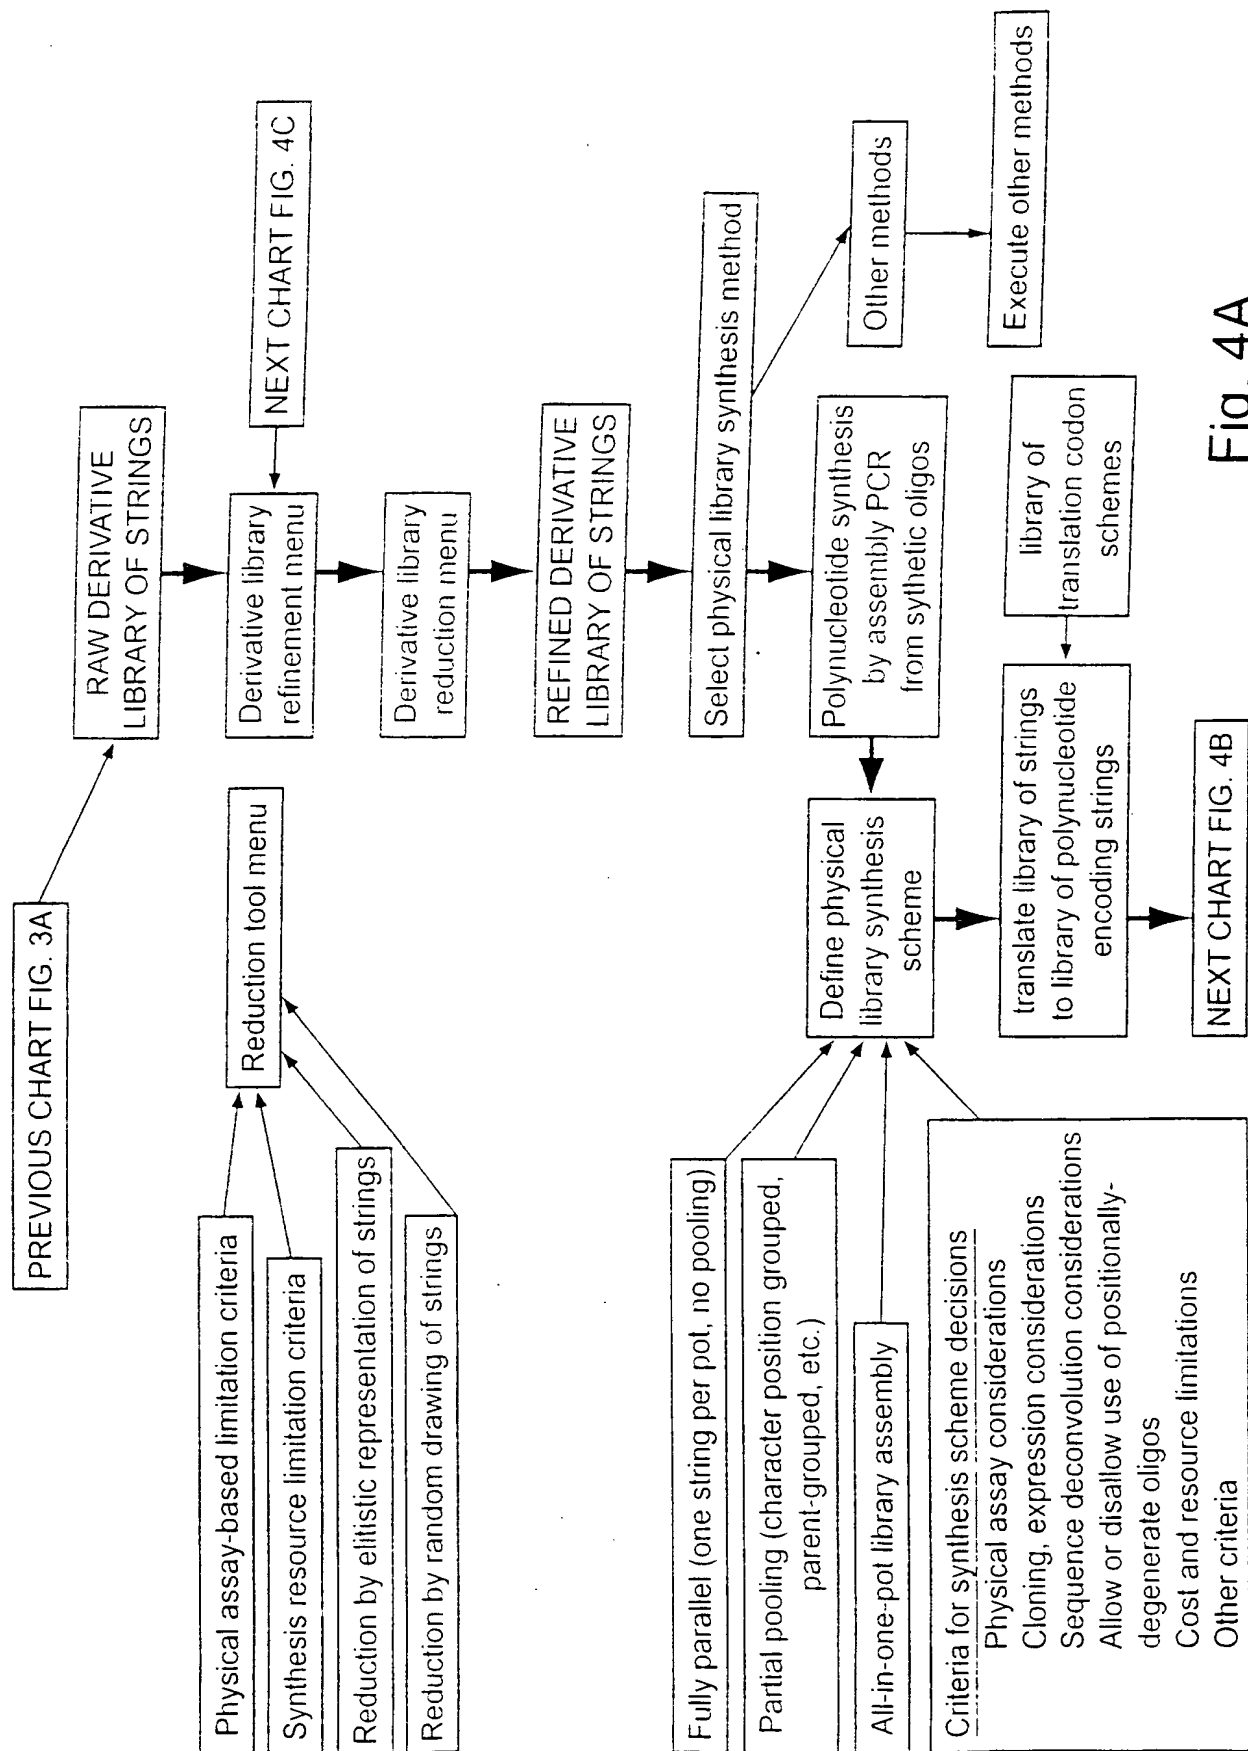 PREVIOUS CHART FIG. 3A
RAW DERIVATIVE
LIBRARY OF STRINGS
Physical assay-based limitation criteria
Synthesis resource limitation criteria
Reduction by elitistic representation of strings
Reduction by random drawing of strings
Reduction tool menu
Derivative library
refinement menu
NEXT CHART FIG. 4C
Derivative library
reduction menu
REFINED DERIVATIVE
LIBRARY OF STRINGS
Select physical library synthesis method
Fully parallel (one string per pot, no pooling)
Partial pooling (character position grouped,
parent-grouped, etc.)
All-in-one-pot library assembly
Criteria for synthesis scheme decisions
Physical assay considerations
Cloning, expression considerations
Sequence deconvolution considerations
Allow or disallow use of positionally-
degenerate oligos
Cost and resource limitations
Other criteria
Define physical
library synthesis
scheme
Polynucleotide synthesis
by assembly PCR
from sythetic oligos
Other methods
Execute other methods
translate library of strings
to library of polynucleotide
encoding strings
library of
translation codon
schemes
NEXT CHART FIG. 4B
Fig. 4A